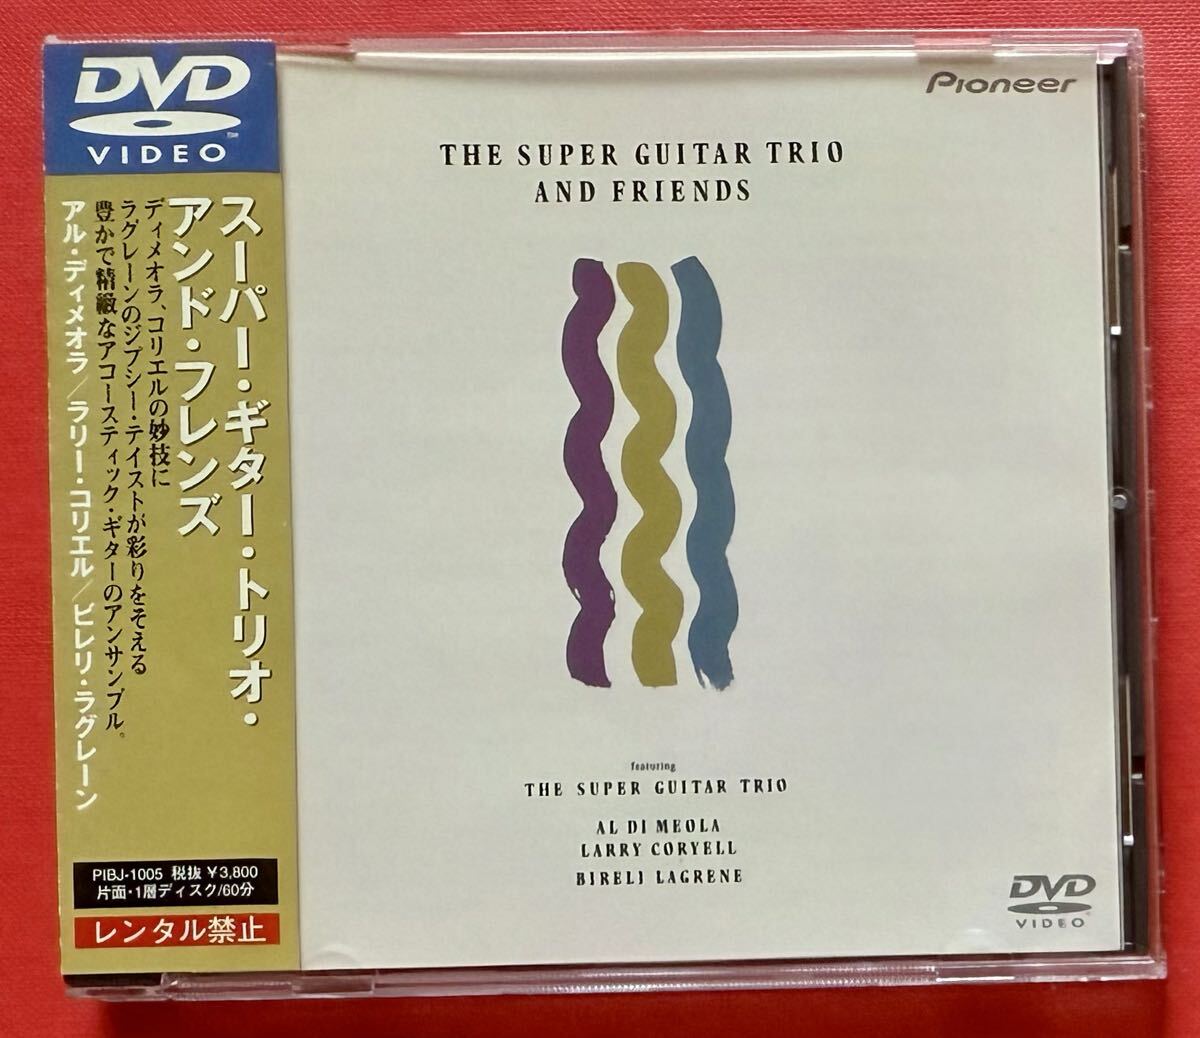 DVD
VIDEO
スーパー・ギター・トリオ・
アンド・フレンズ
ディメオラ、コリエルの妙技に
ラグレーンのジプシー・テイストが彩りをそえる
豊かで精緻なアコースティック・ギターのアンサンブル。
アル・ディメオラ／ラリー・コリエル／ビレリ・ラグレーン
PIBJ-1005 税抜 ¥3,800
片面・1層ディスク/60分
レンタル禁止
Pioneer
THE SUPER GUITAR TRIO
AND FRIENDS
featuring
THE SUPER GUITAR TRIO
AL DI MEOLA
LARRY CORYELL
BIRELI LAGRENE
DVD
VIDEO